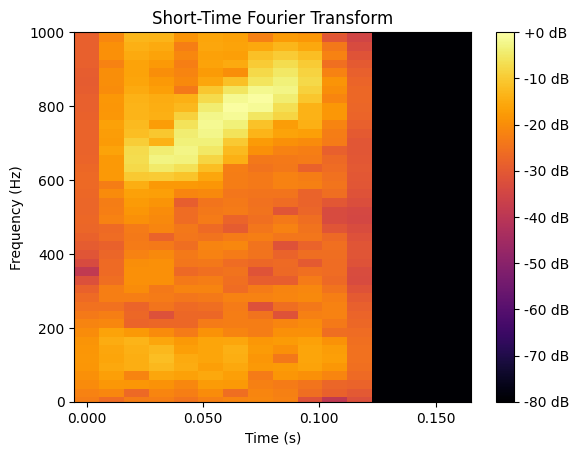 Short-Time Fourier Transform
1000
800
600
400
200
0
Frequency (Hz)
0.000
0.050
0.100
0.150
Time (s)
+0 dB
-10 dB
-20 dB
-30 dB
-40 dB
-50 dB
-60 dB
-70 dB
-80 dB